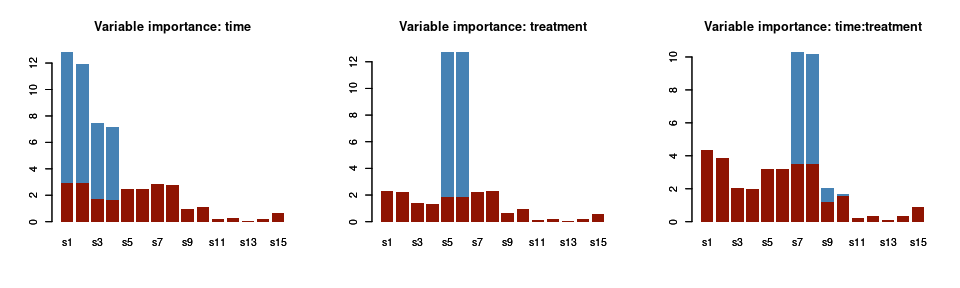 Variable importance: time
Variable importance: treatment
Variable importance: time:treatment
0 2 4 6 8 10 12
s1 s3 s5 s7 s9 s11 s13 s15
0 2 4 6 8 10 12
s1 s3 s5 s7 s9 s11 s13 s15
0 2 4 6 8 10
s1 s3 s5 s7 s9 s11 s13 s15